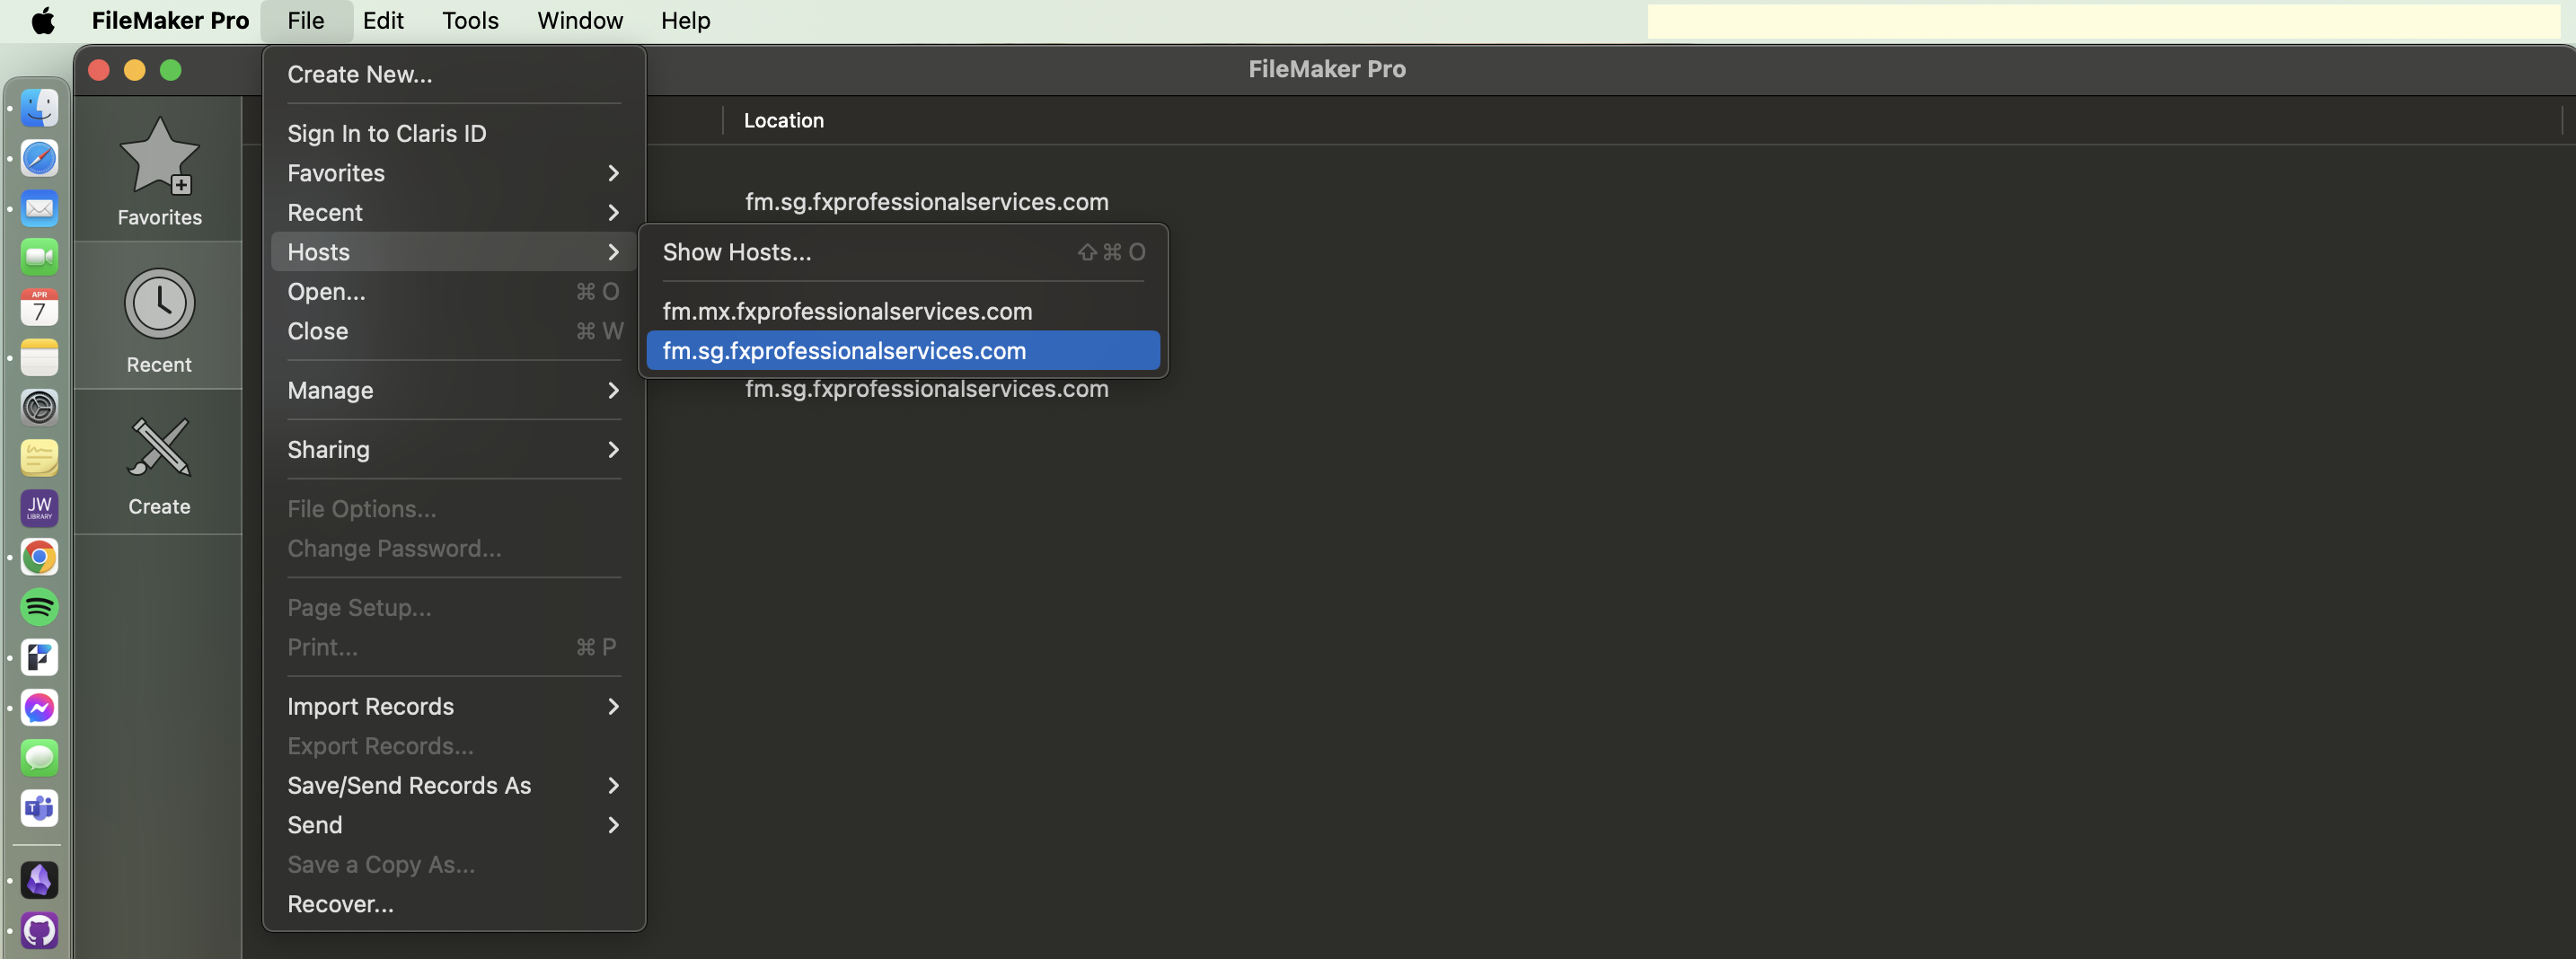 FileMaker Pro File Edit Tools Window Help
FileMaker Pro
Location
Favorites
Recent
Create
Create New...
Sign In to Claris ID
Favorites
Recent
Hosts
Open... ⌘ O
Close ⌘ W
Manage
Sharing
File Options...
Change Password...
Page Setup...
Print... ⌘ P
Import Records
Export Records...
Save/Send Records As
Send
Save a Copy As...
Recover...
fm.sg.fxprofessionalservices.com
Show Hosts... ⇧ ⌘ O
fm.mx.fxprofessionalservices.com
fm.sg.fxprofessionalservices.com
fm.sg.fxprofessionalservices.com
APR
7
JW
LIBRARY
T